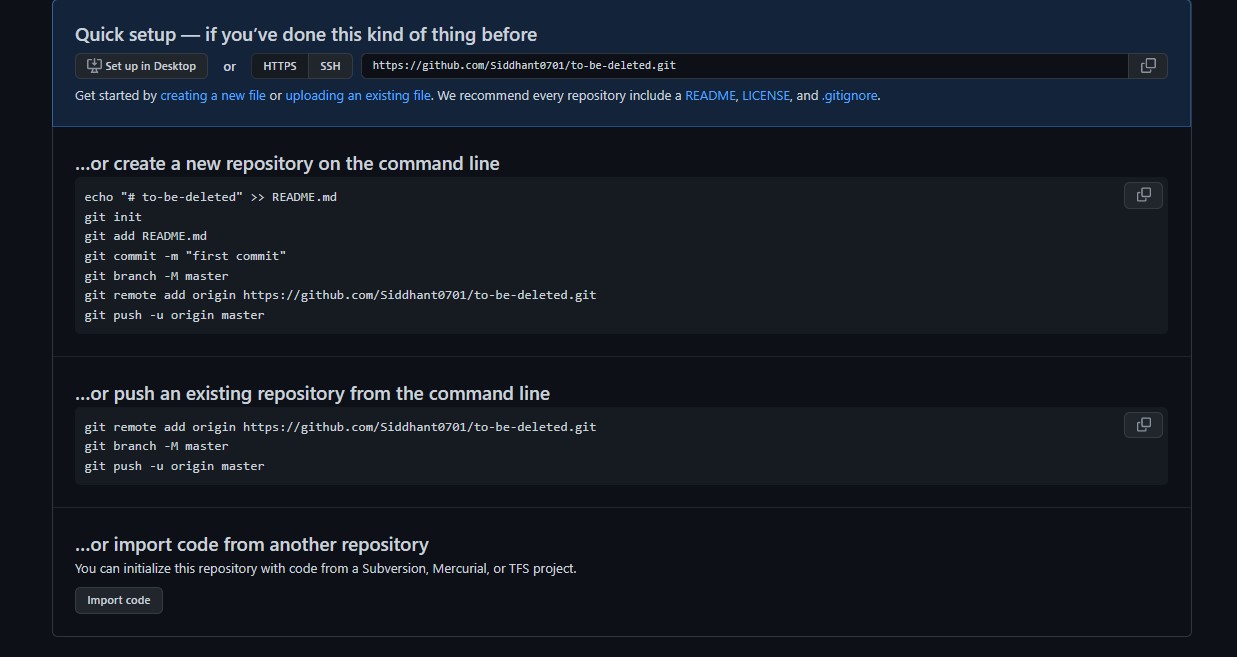 Quick setup — if you've done this kind of thing before
Set up in Desktop or HTTPS SSH https://github.com/Siddhant0701/to-be-deleted.git
Get started by creating a new file or uploading an existing file. We recommend every repository include a README, LICENSE, and .gitignore.
…or create a new repository on the command line
echo "# to-be-deleted" >> README.md
git init
git add README.md
git commit -m "first commit"
git branch -M master
git remote add origin https://github.com/Siddhant0701/to-be-deleted.git
git push -u origin master
…or push an existing repository from the command line
git remote add origin https://github.com/Siddhant0701/to-be-deleted.git
git branch -M master
git push -u origin master
…or import code from another repository
You can initialize this repository with code from a Subversion, Mercurial, or TFS project.
Import code